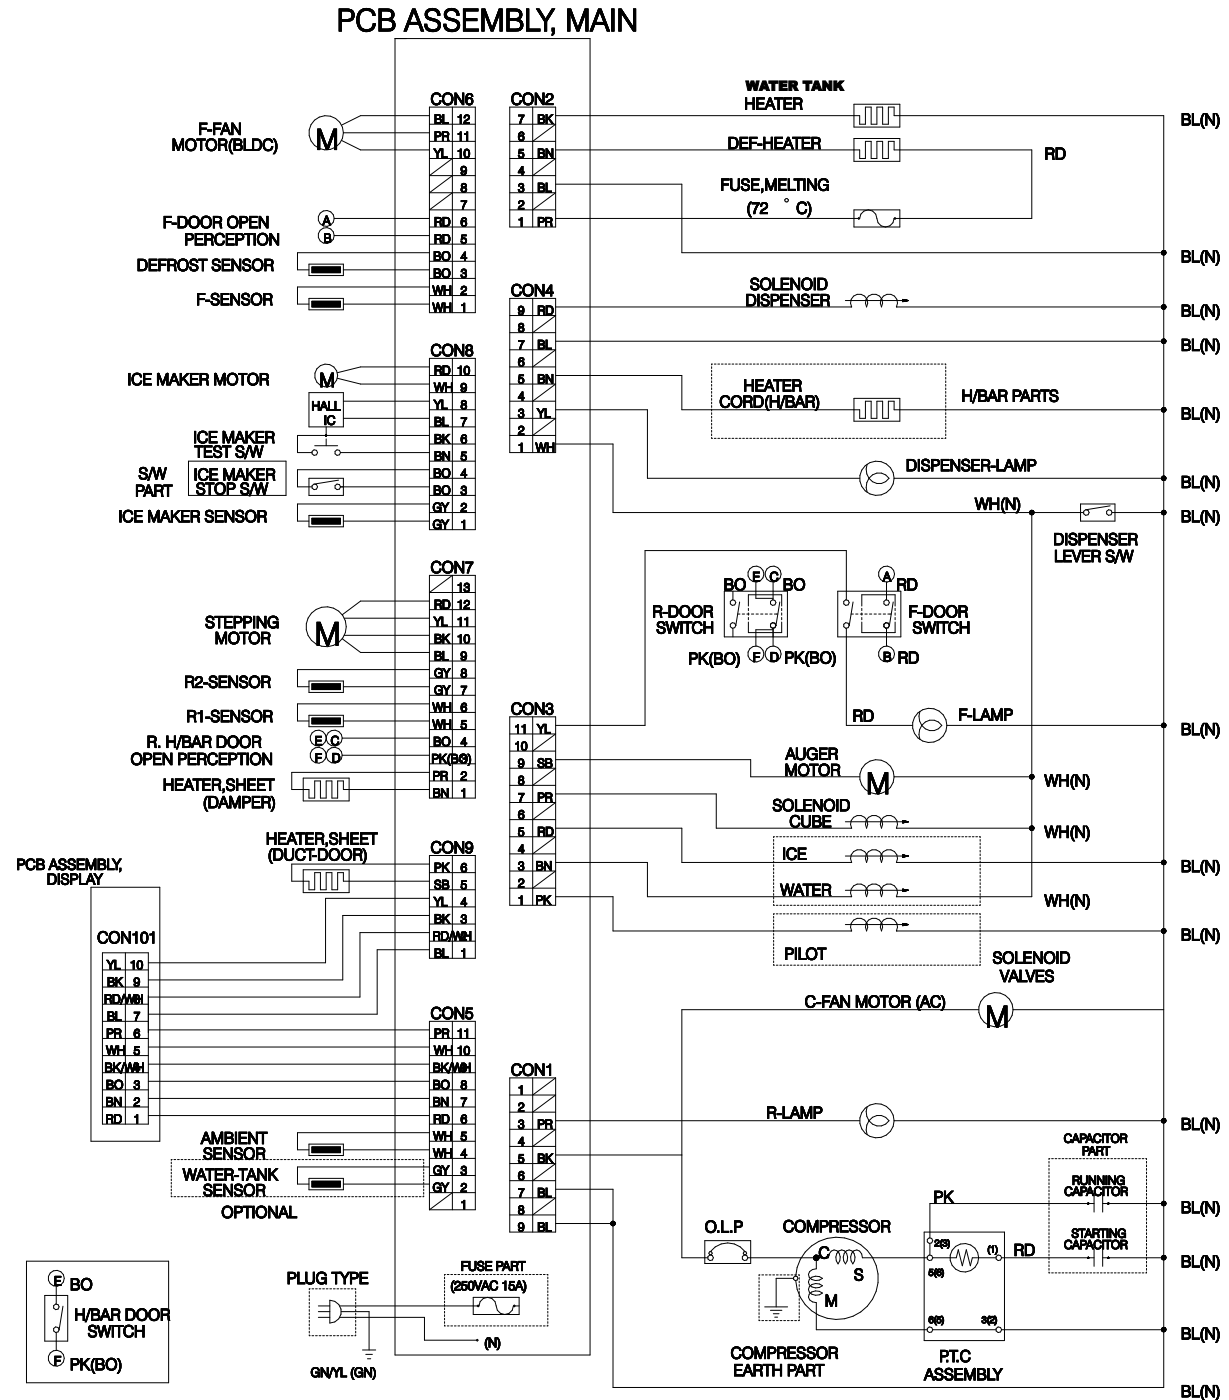 PCB ASSEMBLY, MAIN
CON6
BL 12
PR 11
YL 10
9
8
7
RD 6
RD 5
BO 4
BO 3
WH 2
WH 1
F-FAN
MOTOR(BLDC)
M
F-DOOR OPEN
PERCEPTION
A
B
DEFROST SENSOR
F-SENSOR
CON8
RD 10
WH 9
YL 8
BL 7
BK 6
BN 5
BO 4
BO 3
GY 2
GY 1
ICE MAKER MOTOR
M
HALL
IC
ICE MAKER
TEST S/W
S/W
PART
ICE MAKER
STOP S/W
ICE MAKER SENSOR
CON7
13
RD 12
YL 11
BK 10
BL 9
GY 8
GY 7
WH 6
WH 5
BO 4
PK(BO)
PR 2
BN 1
STEPPING
MOTOR
M
R2-SENSOR
R1-SENSOR
R. H/BAR DOOR
OPEN PERCEPTION
E C
F D
HEATER,SHEET
(DAMPER)
HEATER,SHEET
(DUCT-DOOR)
CON9
PK 6
SB 5
YL 4
BK 3
RD/WH
BL 1
PCB ASSEMBLY,
DISPLAY
CON101
YL 10
BK 9
RD/WH
BL 7
PR 6
WH 5
BK/WH
BO 3
BN 2
RD 1
CON5
PR 11
WH 10
BK/WH
BO 8
BN 7
RD 6
WH 5
WH 4
GY 3
GY 2
1
AMBIENT
SENSOR
WATER-TANK
SENSOR
OPTIONAL
E BO
H/BAR DOOR
SWITCH
F PK(BO)
PLUG TYPE
GN/YL (GN)
FUSE PART
(250VAC 15A)
(N)
CON2
7 BK
6
5 BN
4
3 BL
2
1 PR
WATER TANK
HEATER
DEF-HEATER
RD
FUSE,MELTING
(72 ° C)
BL(N)
BL(N)
CON4
9 RD
8
7 BL
6
5 BN
4
3 YL
2
1 WH
SOLENOID
DISPENSER
BL(N)
BL(N)
HEATER
CORD(H/BAR)
H/BAR PARTS
BL(N)
DISPENSER-LAMP
BL(N)
WH(N)
BL(N)
DISPENSER
LEVER S/W
E C
BO BO
R-DOOR
SWITCH
PK(BO) F D PK(BO)
A RD
F-DOOR
SWITCH
B RD
CON3
11 YL
10
9 SB
8
7 PR
6
5 RD
4
3 BN
2
1 PK
RD
F-LAMP
BL(N)
AUGER
MOTOR
M
WH(N)
SOLENOID
CUBE
WH(N)
ICE
BL(N)
WATER
WH(N)
PILOT
BL(N)
SOLENOID
VALVES
C-FAN MOTOR (AC)
M
CON1
1
2
3 PR
4
5 BK
6
7 BL
8
9 BL
R-LAMP
BL(N)
CAPACITOR
PART
RUNNING
CAPACITOR
PK
BL(N)
STARTING
CAPACITOR
RD
BL(N)
O.L.P
COMPRESSOR
C
S
M
2(3)
(1)
5(6)
6(5)
3(2)
BL(N)
COMPRESSOR
EARTH PART
P.T.C
ASSEMBLY
BL(N)